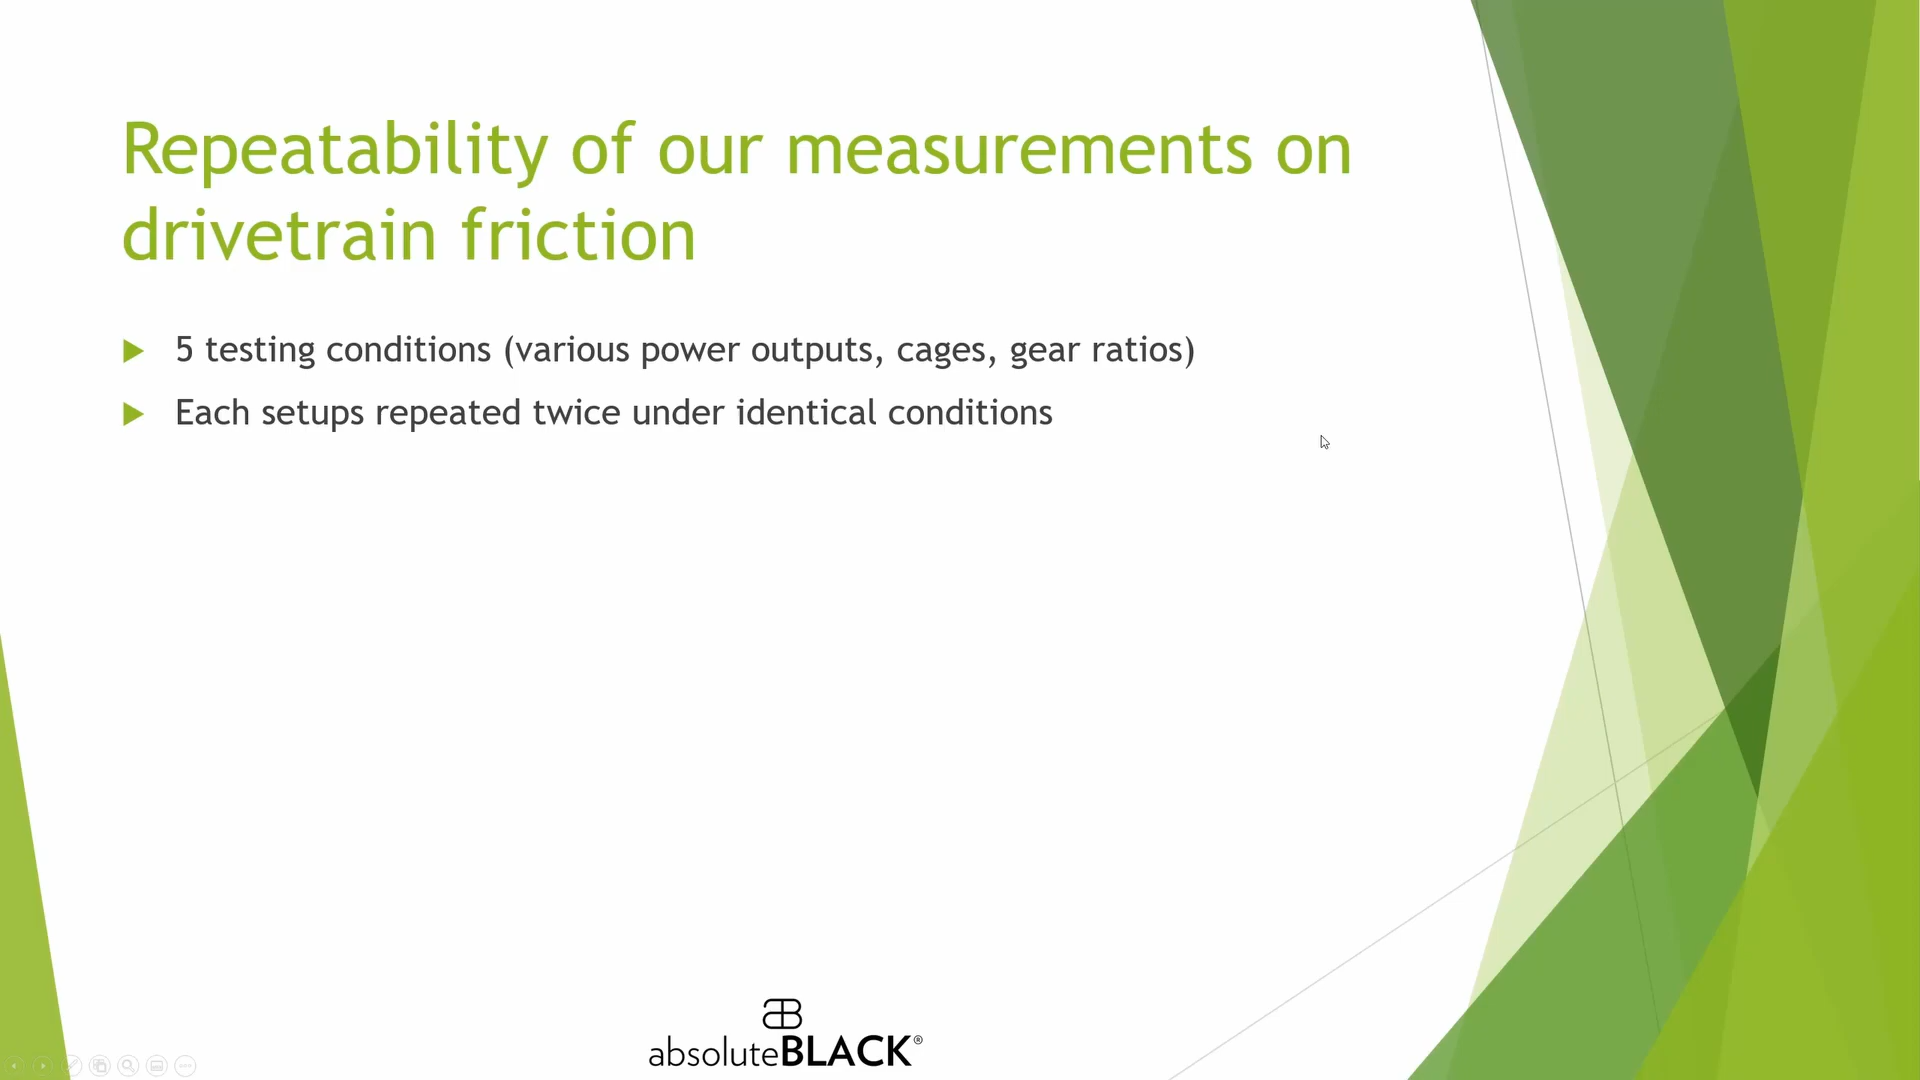 Repeatability of our measurements on
drivetrain friction
5 testing conditions (various power outputs, cages, gear ratios)
Each setups repeated twice under identical conditions
absoluteBLACK®